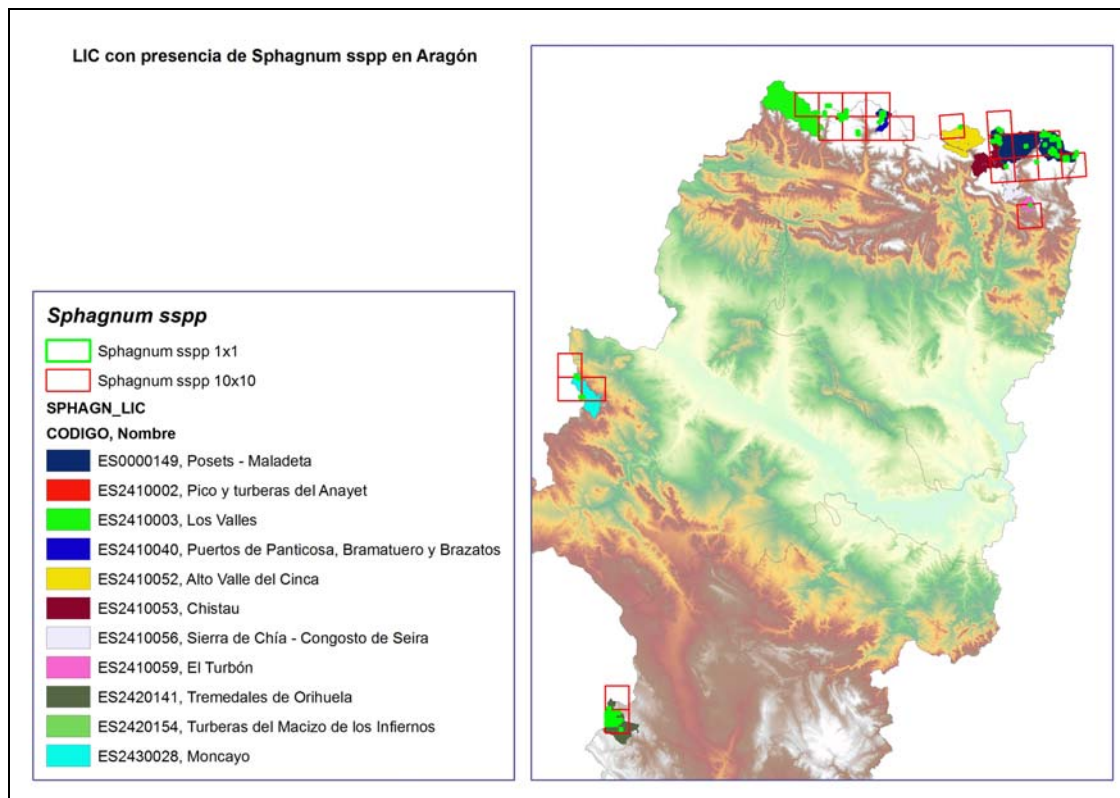 LIC con presencia de Sphagnum sspp en Aragón
Sphagnum sspp
Sphagnum sspp 1x1
Sphagnum sspp 10x10
SPHAGN_LIC
CODIGO, Nombre
ES0000149, Posets - Maladeta
ES2410002, Pico y turberas del Anayet
ES2410003, Los Valles
ES2410040, Puertos de Panticosa, Bramatuero y Brazatos
ES2410052, Alto Valle del Cinca
ES2410053, Chistau
ES2410056, Sierra de Chía - Congosto de Seira
ES2410059, El Turbón
ES2420141, Tremedales de Orihuela
ES2420154, Turberas del Macizo de los Infiernos
ES2430028, Moncayo